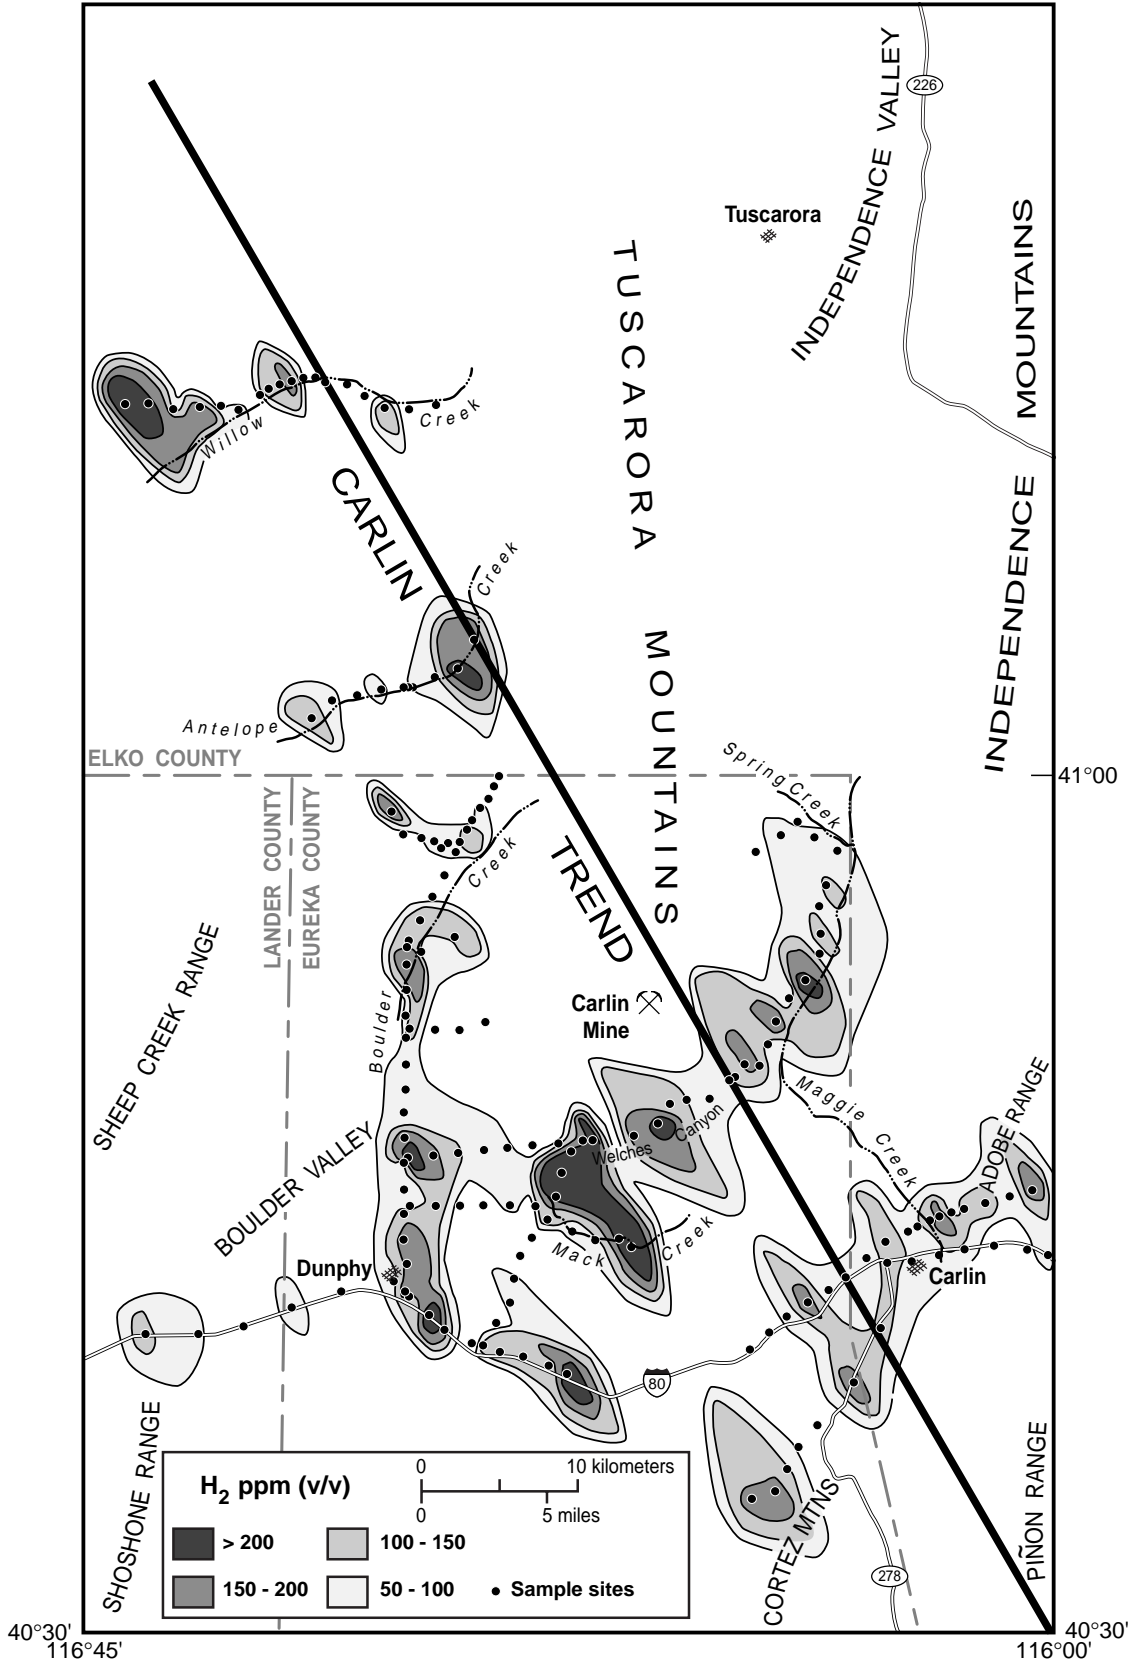 226
INDEPENDENCE VALLEY
Tuscarora
TUSCARORA
MOUNTAINS
INDEPENDENCE
MOUNTAINS
Willow
Creek
CARLIN
TREND
Creek
Antelope
ELKO COUNTY
41°00
LANDER COUNTY
EUREKA COUNTY
Spring Creek
Creek
SHEEP CREEK RANGE
Boulder
Carlin
Mine
Maggie
Creek
ADOBE RANGE
Canyon
Welches
BOULDER VALLEY
Mack
Creek
Dunphy
Carlin
80
SHOSHONE RANGE
CORTEZ MTNS
PIÑON RANGE
278
H2 ppm (v/v)
0 10 kilometers
0 5 miles
> 200
100 - 150
150 - 200
50 - 100
Sample sites
40°30'
116°45'
40°30'
116°00'